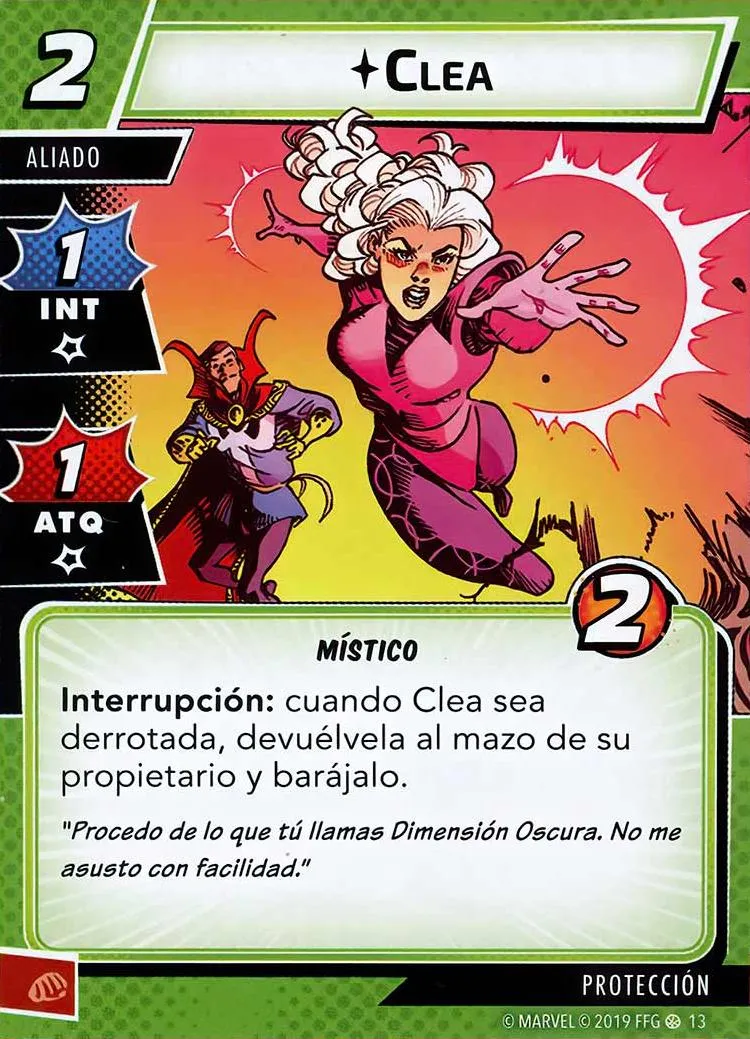 2
CLEA
ALIADO
1
INT
1
ATQ
2
MÍSTICO
Interrupción: cuando Clea sea
derrotada, devuélvela al mazo de su
propietario y barájalo.
"Procedo de lo que tú llamas Dimensión Oscura. No me
asusto con facilidad."
PROTECCIÓN
© MARVEL © 2019 FFG 13